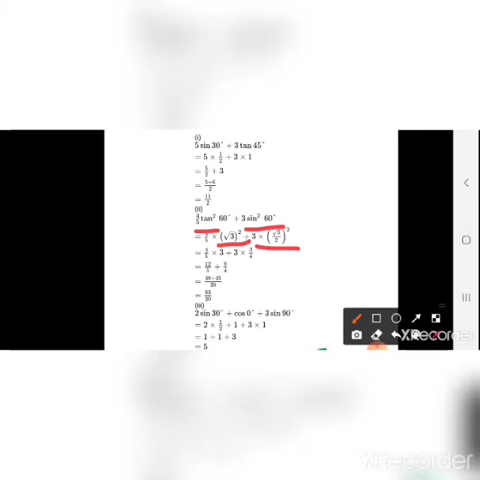 (i)
5 sin 30° + 3 tan 45°
= 5 × 1/2 + 3 × 1
= 5/2 + 3
= 5+6/2
= 11/2
(ii)
4/5 tan² 60° + 3 sin² 60°
= 4/5 × (√3)² + 3 × (√3/2)²
= 4/5 × 3 + 3 × 3/4
= 12/5 + 9/4
= 48+45/20
= 93/20
(iii)
2 sin 30° + cos 0° + 3 sin 90°
= 2 × 1/2 + 1 + 3 × 1
= 1 + 1 + 3
= 5
XRECORDER
XRECORDER